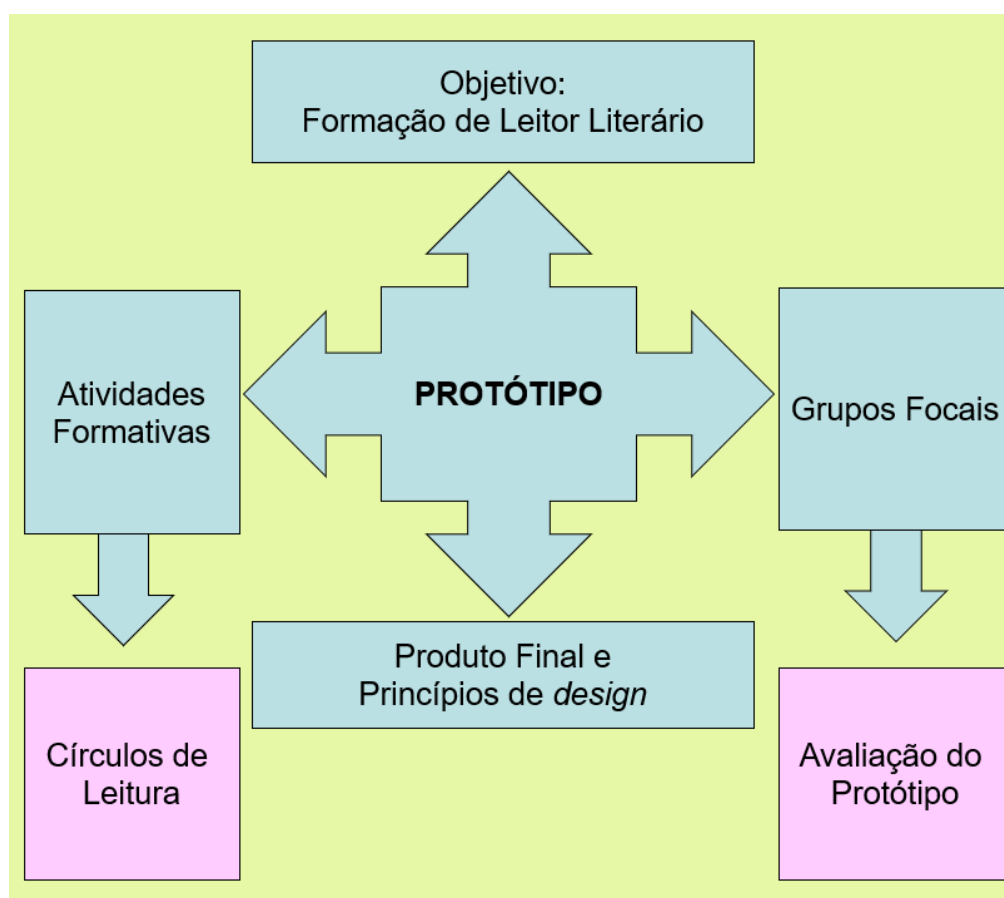 Objetivo:
Formação de Leitor Literário
Atividades
Formativas
PROTÓTIPO
Grupos Focais
Produto Final e
Princípios de design
Círculos de
Leitura
Avaliação do
Protótipo